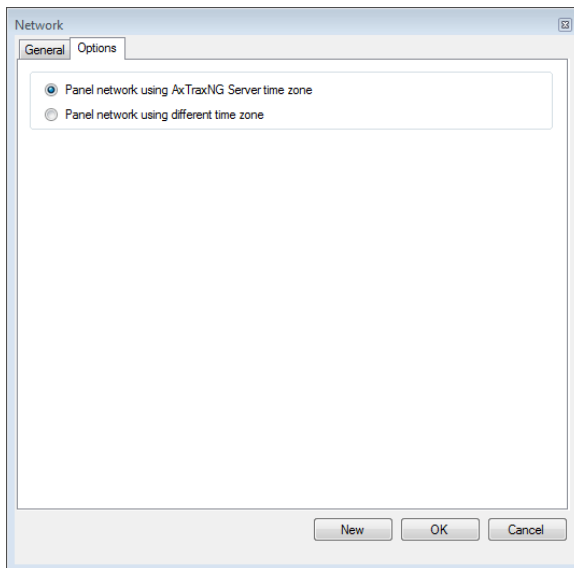 Network
General Options
Panel network using AxTraxNG Server time zone
Panel network using different time zone
New OK Cancel